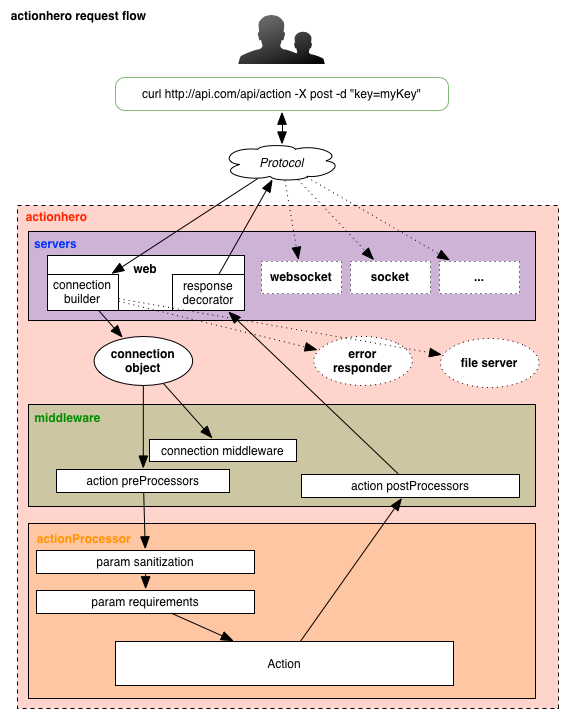 actionhero request flow
curl http://api.com/api/action -X post -d "key=myKey"
Protocol
actionhero
servers
web
connection
builder
response
decorator
websocket
socket
...
connection
object
error
responder
file server
middleware
connection middleware
action preProcessors
action postProcessors
actionProcessor
param sanitization
param requirements
Action